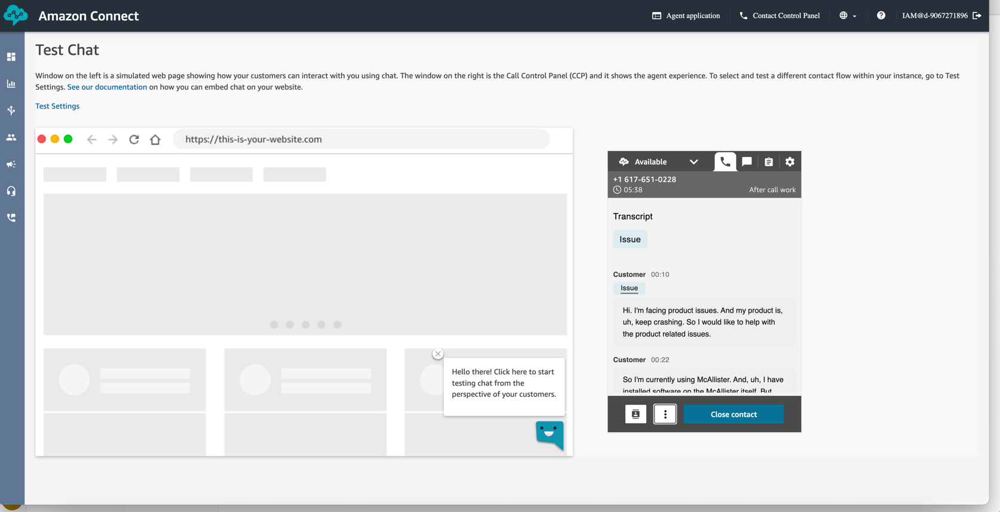 Amazon Connect
Agent application
Contact Control Panel
IAM@d-9067271896
Test Chat
Window on the left is a simulated web page showing how your customers can interact with you using chat. The window on the right is the Call Control Panel (CCP) and it shows the agent experience. To select and test a different contact flow within your instance, go to Test
Settings. See our documentation on how you can embed chat on your website.
Test Settings
https://this-is-your-website.com
Hello there! Click here to start
testing chat from the
perspective of your customers.
Available
+1 617-651-0228
05:38
After call work
Transcript
Issue
Customer 00:10
Issue
Hi. I'm facing product issues. And my product is,
uh, keep crashing. So I would like to help with
the product related issues.
Customer 00:22
So I'm currently using McAllister. And, uh, I have
installed software on the McAllister itself. But
Close contact